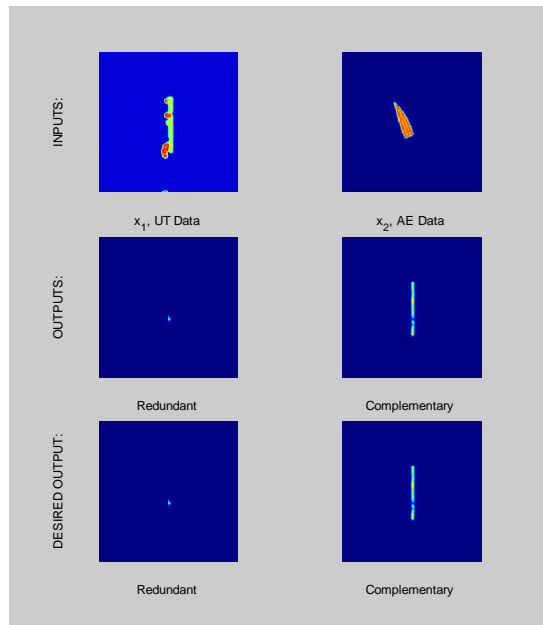 INPUTS:
x1, UT Data
x2, AE Data
OUTPUTS:
Redundant
Complementary
DESIRED OUTPUT:
Redundant
Complementary